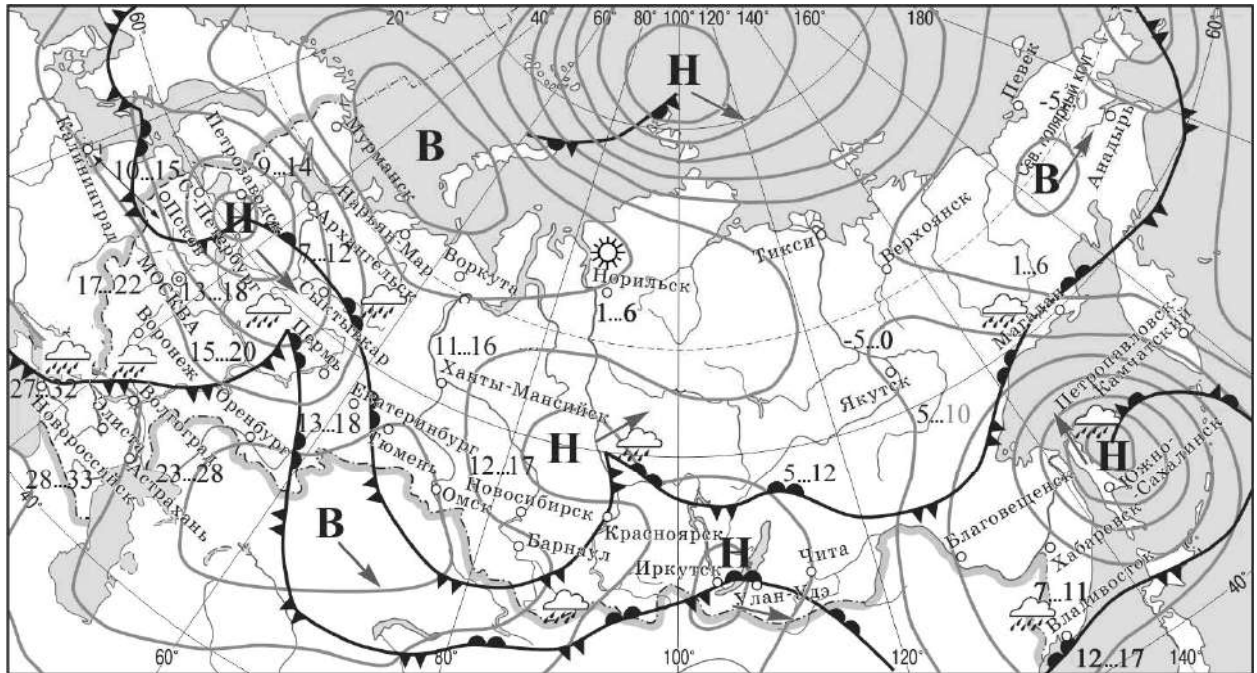 20° 40° 60° 80° 100° 120° 140° 160° 180°
60°
60°
Н
В
Певек
-5
Сев. полярный круг
Анадырь
В
Калининград
10...15
Петрозаводск
9...14
Мурманск
С.-Петербург
Псков
Н
Нарьян-Мар
Архангельск
7...12
Воркута
Норильск
1...6
Тикси
Верхоянск
1...6
17...22
МОСКВА
13...18
Сыктывкар
Магадан
Петропавловск-
Камчатский
Воронеж
15...20
Пермь
11...16
Ханты-Мансийск
-5...0
Якутск
5...10
27...32
Волгоград
Оренбург
Екатеринбург
13...18
Тюмень
Элиста
Новороссийск
12...17
Н
5...12
Н
Южно-
-Сахалинск
28...33
Астрахань
23...28
Омск
Новосибирск
Красноярск
Благовещенск
40°
В
Барнаул
Иркутск
Н
Чита
Хабаровск
Улан-Удэ
7...11
Владивосток
40°
12...17
60° 80° 100° 120° 140°